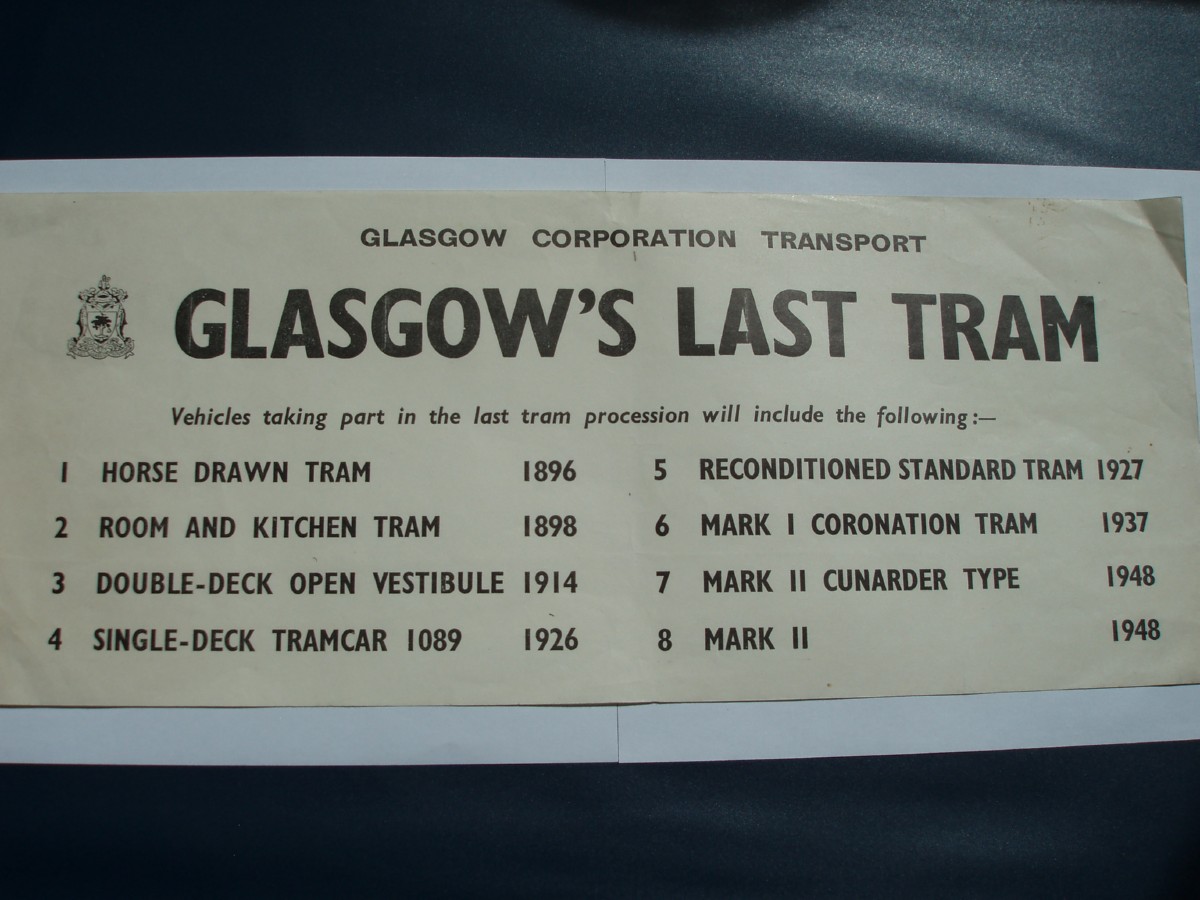 GLASGOW CORPORATION TRANSPORT
GLASGOW'S LAST TRAM
Vehicles taking part in the last tram procession will include the following:—
1 HORSE DRAWN TRAM 1896
2 ROOM AND KITCHEN TRAM 1898
3 DOUBLE-DECK OPEN VESTIBULE 1914
4 SINGLE-DECK TRAMCAR 1089 1926
5 RECONDITIONED STANDARD TRAM 1927
6 MARK I CORONATION TRAM 1937
7 MARK II CUNARDER TYPE 1948
8 MARK II 1948